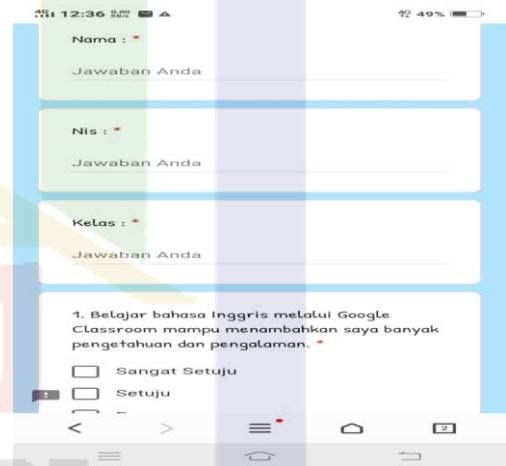 12:36
49%
Nama : *
Jawaban Anda
Nis : *
Jawaban Anda
Kelas : *
Jawaban Anda
1. Belajar bahasa Inggris melalui Google
Classroom mampu menambahkan saya banyak
pengetahuan dan pengalaman. *
Sangat Setuju
Setuju
2